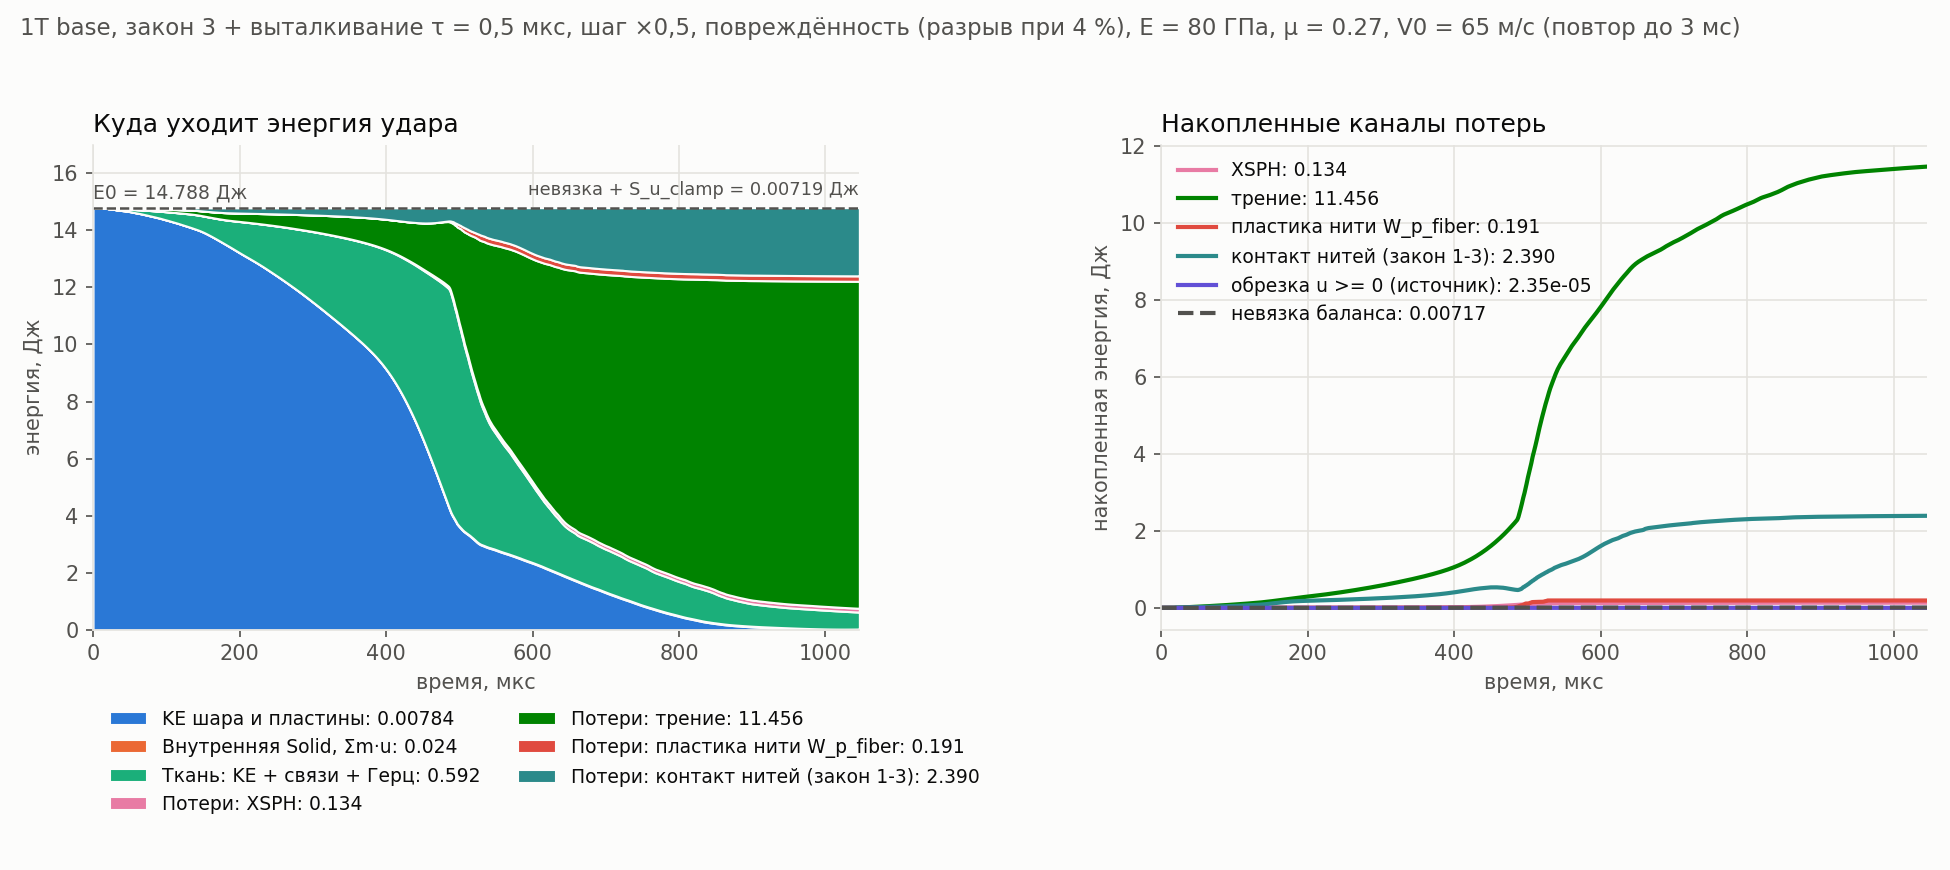 1T base, закон 3 + выталкивание τ = 0,5 мкс, шаг ×0,5, повреждённость (разрыв при 4 %), E = 80 ГПа, μ = 0.27, V0 = 65 м/с (повтор до 3 мс)
Куда уходит энергия удара
E0 = 14.788 Дж
невязка + S_u_clamp = 0.00719 Дж
энергия, Дж
16
14
12
10
8
6
4
2
0
0 200 400 600 800 1000
время, мкс
KE шара и пластины: 0.00784
Внутренняя Solid, Σm·u: 0.024
Ткань: KE + связи + Герц: 0.592
Потери: XSPH: 0.134
Потери: трение: 11.456
Потери: пластика нити W_p_fiber: 0.191
Потери: контакт нитей (закон 1-3): 2.390
Накопленные каналы потерь
накопленная энергия, Дж
12
10
8
6
4
2
0
XSPH: 0.134
трение: 11.456
пластика нити W_p_fiber: 0.191
контакт нитей (закон 1-3): 2.390
обрезка u >= 0 (источник): 2.35e-05
невязка баланса: 0.00717
0 200 400 600 800 1000
время, мкс